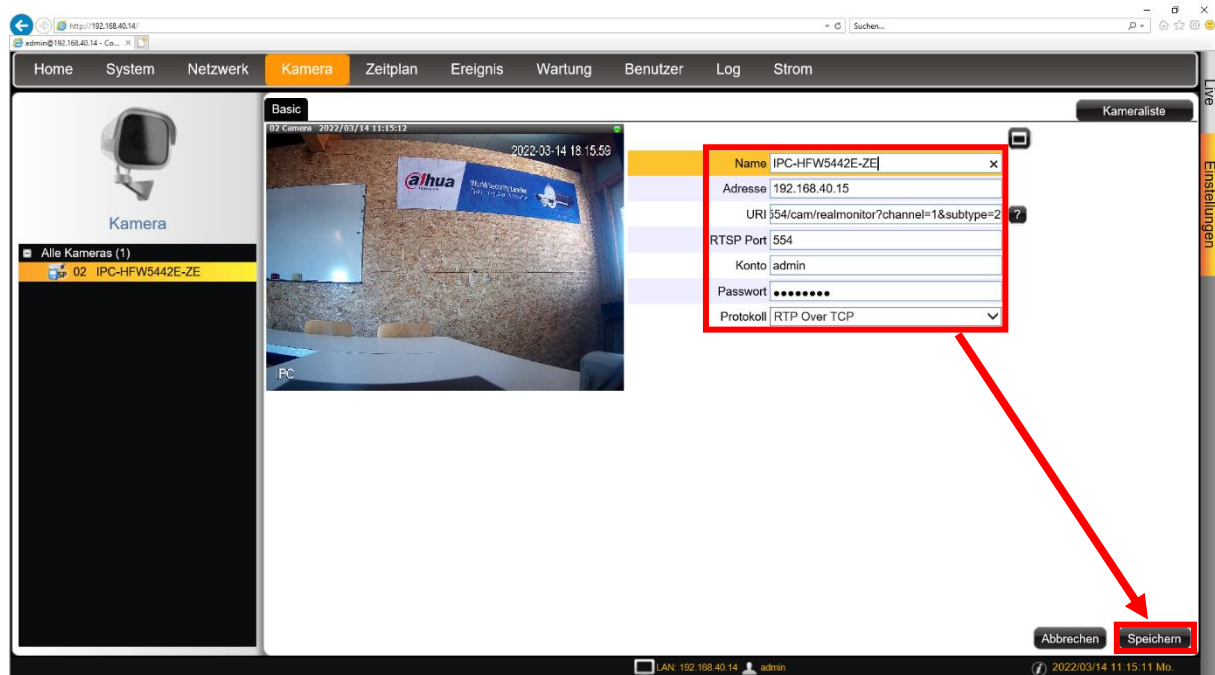 http://192.168.40.14/
Suchen...
admin@192.168.40.14 - Co...
Home System Netzwerk Kamera Zeitplan Ereignis Wartung Benutzer Log Strom
Live
Einstellungen
Kamera
Alle Kameras (1)
02 IPC-HFW5442E-ZE
Basic
Kameraliste
02 Camera 2022/03/14 11:15:12
2022-03-14 18:15:59
alhua
IPC
Name IPC-HFW5442E-ZE
Adresse 192.168.40.15
URI 554/cam/realmonitor?channel=1&subtype=2
?
RTSP Port 554
Konto admin
Passwort ●●●●●●●●
Protokoll RTP Over TCP
Abbrechen Speichern
LAN: 192.168.40.14 admin
2022/03/14 11:15:11 Mo.